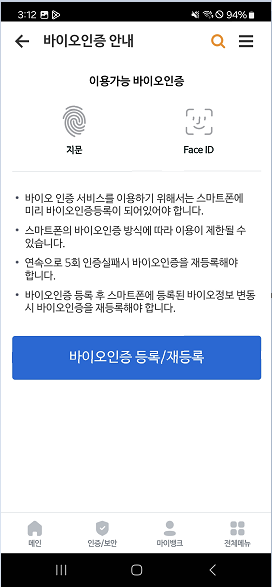 3:12 94%
바이오인증 안내
이용가능 바이오인증
지문 Face ID
• 바이오 인증 서비스를 이용하기 위해서는 스마트폰에
미리 바이오인증등록이 되어있어야 합니다.
• 스마트폰의 바이오인증 방식에 따라 이용이 제한될 수
있습니다.
• 연속으로 5회 인증실패시 바이오인증을 재등록해야
합니다.
• 바이오인증 등록 후 스마트폰에 등록된 바이오정보 변동
시 바이오인증을 재등록해야 합니다.
바이오인증 등록/재등록
메인 인증/보안 마이뱅크 전체메뉴